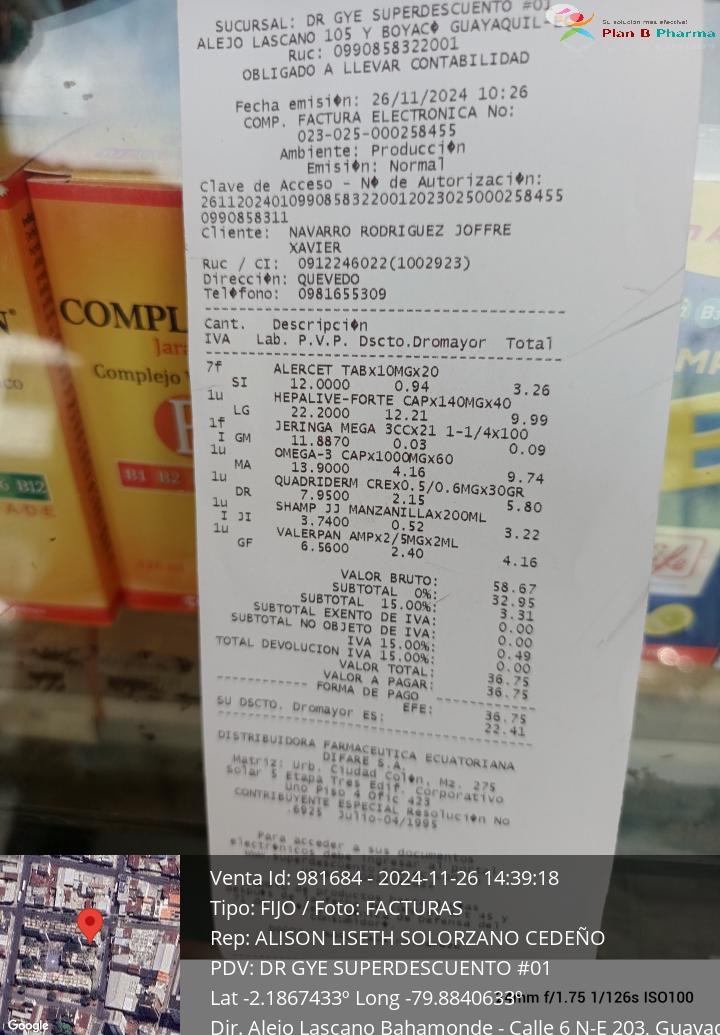 Su solución mas efectiva!
Plan B Pharma
SUCURSAL: DR GYE SUPERDESCUENTO #01
ALEJO LASCANO 105 Y BOYAC� GUAYAQUIL-
Ruc: 0990858322001
OBLIGADO A LLEVAR CONTABILIDAD
Fecha emisi�n: 26/11/2024 10:26
COMP. FACTURA ELECTRONICA No:
023-025-000258455
Ambiente: Producci�n
Emisi�n: Normal
Clave de Acceso - N� de Autorizaci�n:
261120240109908583220012023025000258455
0990858311
Cliente: NAVARRO RODRIGUEZ JOFFRE
XAVIER
Ruc / CI: 0912246022(1002923)
Direcci�n: QUEVEDO
Tel�fono: 0981655309
Cant. Descripci�n
IVA Lab. P.V.P. Dscto.Dromayor Total
7f ALERCET TABx10MGx20
SI 12.0000 0.94 3.26
1u HEPALIVE-FORTE CAPx140MGx40
LG 22.2000 12.21 9.99
1f JERINGA MEGA 3CCx21 1-1/4x100
I GM 11.8870 0.03 0.09
1u OMEGA-3 CAPx1000MGx60
MA 13.9000 4.16 9.74
1u QUADRIDERM CREx0.5/0.6MGx30GR
DR 7.9500 2.15 5.80
1u SHAMP JJ MANZANILLAx200ML
I JI 3.7400 0.52 3.22
1u VALERPAN AMPx2/5MGx2ML
GF 6.5600 2.40 4.16
VALOR BRUTO: 58.67
SUBTOTAL 0%: 32.95
SUBTOTAL 15.00%: 3.31
SUBTOTAL EXENTO DE IVA: 0.00
SUBTOTAL NO OBJETO DE IVA: 0.00
IVA 15.00%: 0.49
TOTAL DEVOLUCION IVA 15.00%: 0.00
VALOR TOTAL: 36.75
VALOR A PAGAR: 36.75
FORMA DE PAGO
EFE: 36.75
SU DSCTO. Dromayor ES: 22.41
DISTRIBUIDORA FARMACEUTICA ECUATORIANA
DIFARE S.A.
Matriz: Urb. Ciudad Col�n, Mz. 275
Solar 5 Etapa Tres Edif. Corporativo
Uno Piso 4 Ofic 423
CONTRIBUYENTE ESPECIAL Resoluci�n No
.6925 Julio-04/1995
Para acceder a sus documentos
COMPL
Jara
Complejo
B1 B2
B12
A·D·E
Venta Id: 981684 - 2024-11-26 14:39:18
Tipo: FIJO / Foto: FACTURAS
Rep: ALISON LISETH SOLORZANO CEDEÑO
PDV: DR GYE SUPERDESCUENTO #01
Lat -2.1867433º Long -79.8840633º
mm f/1.75 1/126s ISO100
Dir. Alejo Lascano Bahamonde - Calle 6 N-E 203, Guayaq
Google